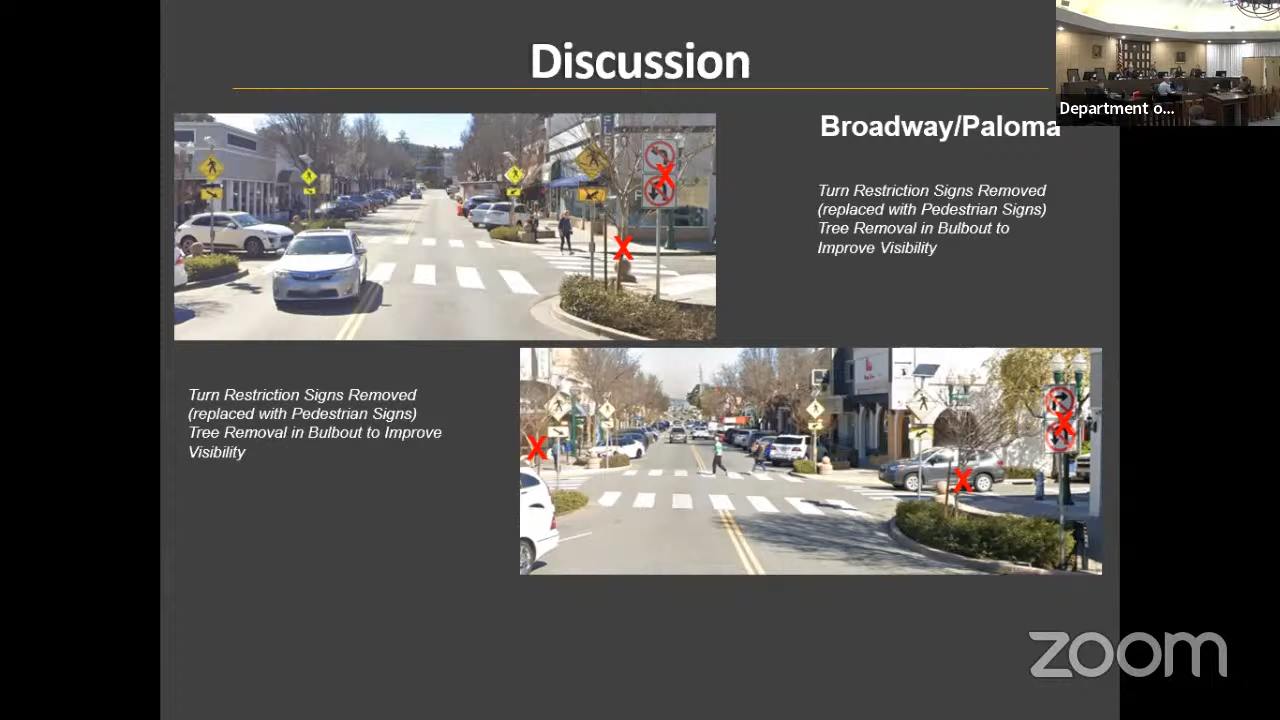 Discussion
Department o...
Broadway/Paloma
Turn Restriction Signs Removed
(replaced with Pedestrian Signs)
Tree Removal in Bulbout to
Improve Visibility
Turn Restriction Signs Removed
(replaced with Pedestrian Signs)
Tree Removal in Bulbout to Improve
Visibility
zoom